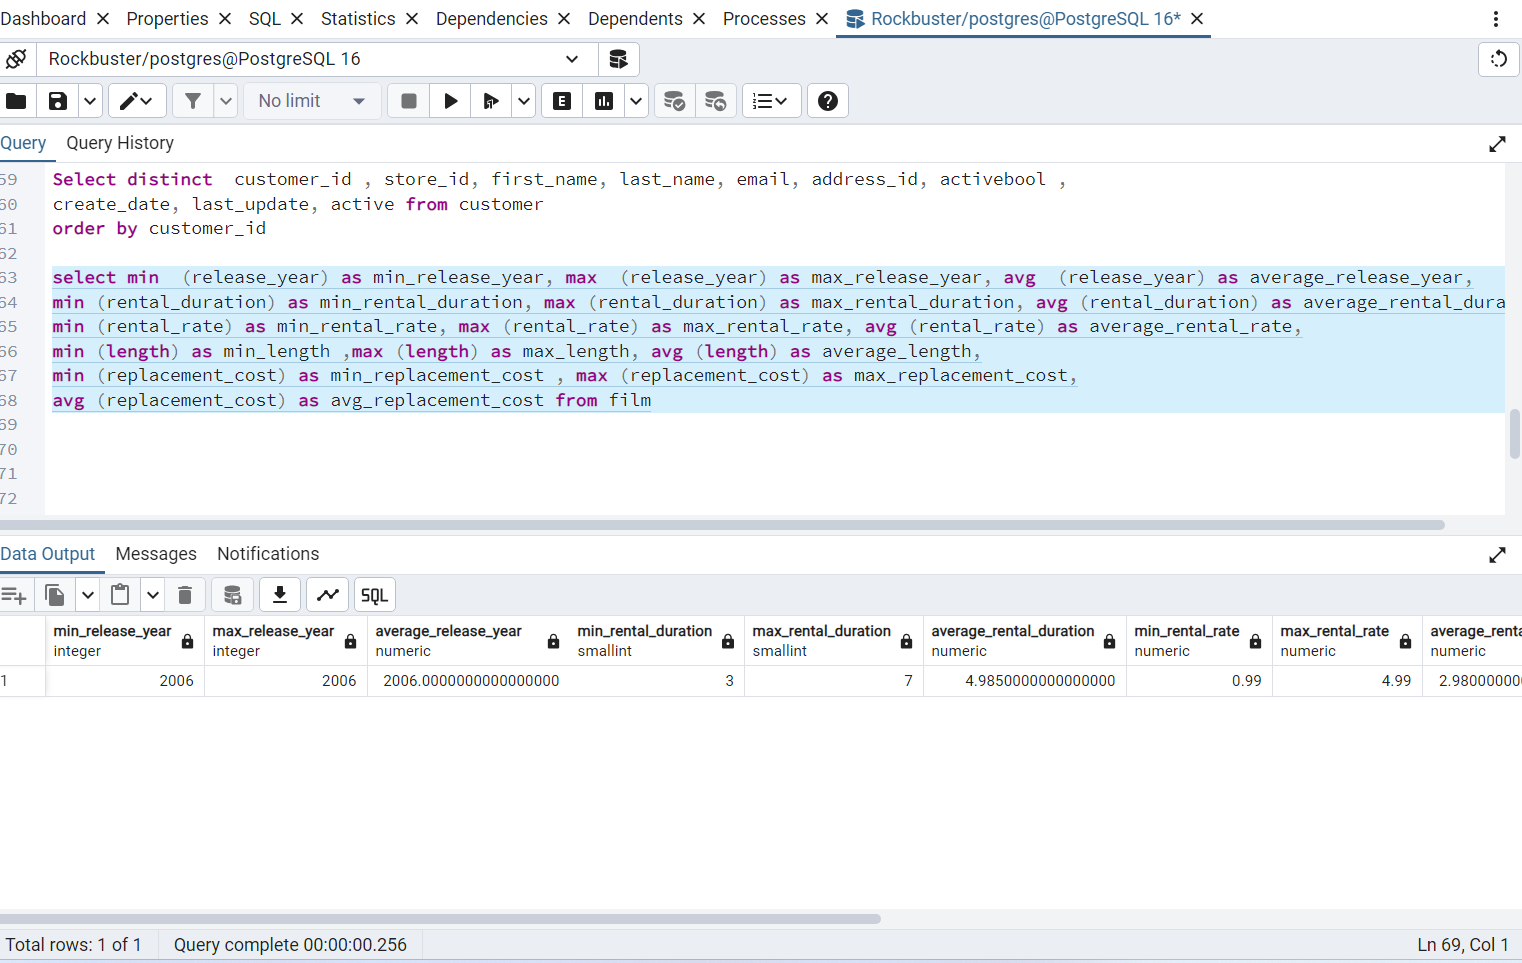 Dashboard Properties SQL Statistics Dependencies Dependents Processes Rockbuster/postgres@PostgreSQL 16*
Rockbuster/postgres@PostgreSQL 16
No limit E
Query Query History
59 Select distinct  customer_id , store_id, first_name, last_name, email, address_id, activebool ,
60 create_date, last_update, active from customer
61 order by customer_id
62
63 select min  (release_year) as min_release_year, max  (release_year) as max_release_year, avg  (release_year) as average_release_year,
64 min (rental_duration) as min_rental_duration, max (rental_duration) as max_rental_duration, avg (rental_duration) as average_rental_dura
65 min (rental_rate) as min_rental_rate, max (rental_rate) as max_rental_rate, avg (rental_rate) as average_rental_rate,
66 min (length) as min_length ,max (length) as max_length, avg (length) as average_length,
67 min (replacement_cost) as min_replacement_cost , max (replacement_cost) as max_replacement_cost,
68 avg (replacement_cost) as avg_replacement_cost from film
69
70
71
72
Data Output Messages Notifications
SQL
min_release_year max_release_year average_release_year min_rental_duration max_rental_duration average_rental_duration min_rental_rate max_rental_rate average_renta
integer integer numeric smallint smallint numeric numeric numeric numeric
1 2006 2006 2006.0000000000000000 3 7 4.9850000000000000 0.99 4.99 2.98000000
Total rows: 1 of 1 Query complete 00:00:00.256 Ln 69, Col 1